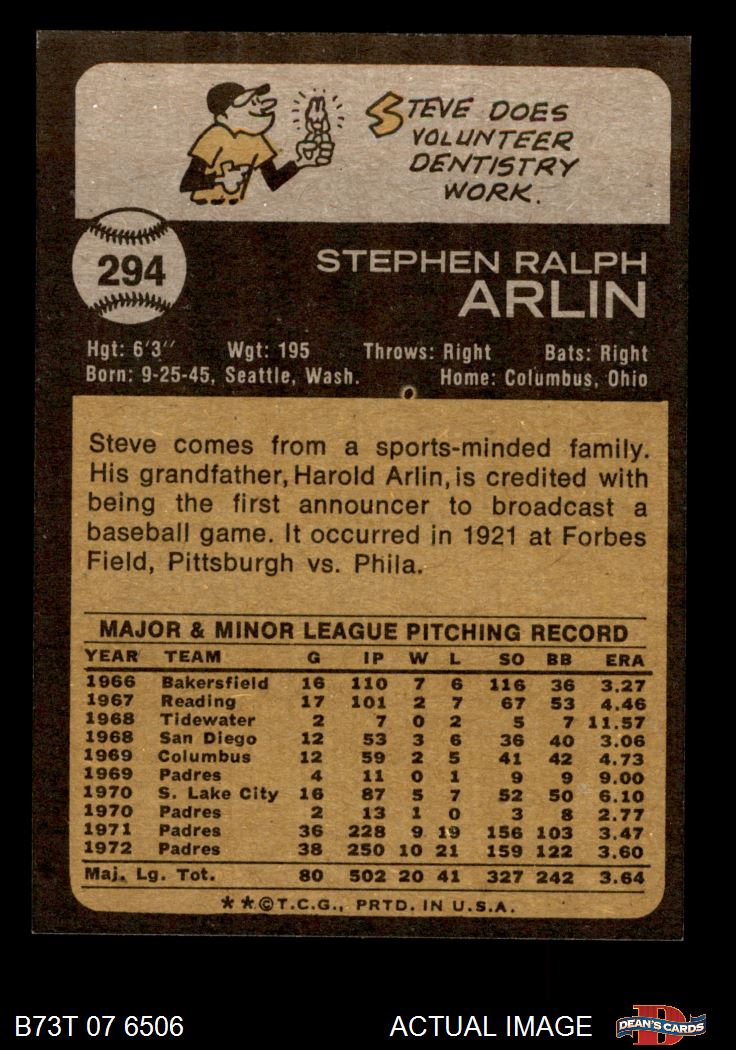 STEVE DOES
VOLUNTEER
DENTISTRY
WORK.
294
STEPHEN RALPH
ARLIN
Hgt: 6'3" Wgt: 195 Throws: Right Bats: Right
Born: 9-25-45, Seattle, Wash. Home: Columbus, Ohio
Steve comes from a sports-minded family.
His grandfather, Harold Arlin, is credited with
being the first announcer to broadcast a
baseball game. It occurred in 1921 at Forbes
Field, Pittsburgh vs. Phila.
MAJOR & MINOR LEAGUE PITCHING RECORD
YEAR TEAM G IP W L SO BB ERA
1966 Bakersfield 16 110 7 6 116 36 3.27
1967 Reading 17 101 2 7 67 53 4.46
1968 Tidewater 2 7 0 2 5 7 11.57
1968 San Diego 12 53 3 6 36 40 3.06
1969 Columbus 12 59 2 5 41 42 4.73
1969 Padres 4 11 0 1 9 9 9.00
1970 S. Lake City 16 87 5 7 52 50 6.10
1970 Padres 2 13 1 0 3 8 2.77
1971 Padres 36 228 9 19 156 103 3.47
1972 Padres 38 250 10 21 159 122 3.60
Maj. Lg. Tot. 80 502 20 41 327 242 3.64
**©T.C.G., PRTD. IN U.S.A.
B73T 07 6506 ACTUAL IMAGE DEAN'S CARDS